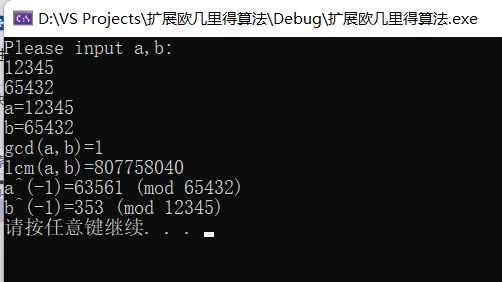 D:\VS Projects\扩展欧几里得算法\Debug\扩展欧几里得算法.exe
Please input a,b:
12345
65432
a=12345
b=65432
gcd(a,b)=1
lcm(a,b)=807758040
a^(-1)=63561 (mod 65432)
b^(-1)=353 (mod 12345)
请按任意键继续. . .